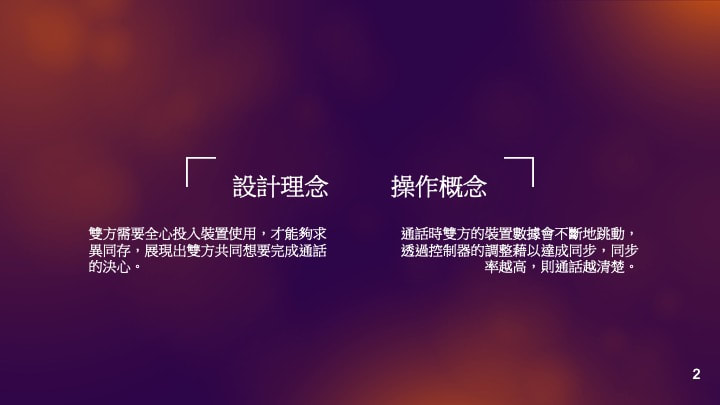 設計理念
雙方需要全心投入裝置使用，才能夠求
異同存，展現出雙方共同想要完成通話
的決心。
操作概念
通話時雙方的裝置數據會不斷地跳動，
透過控制器的調整藉以達成同步，同步
率越高，則通話越清楚。
2